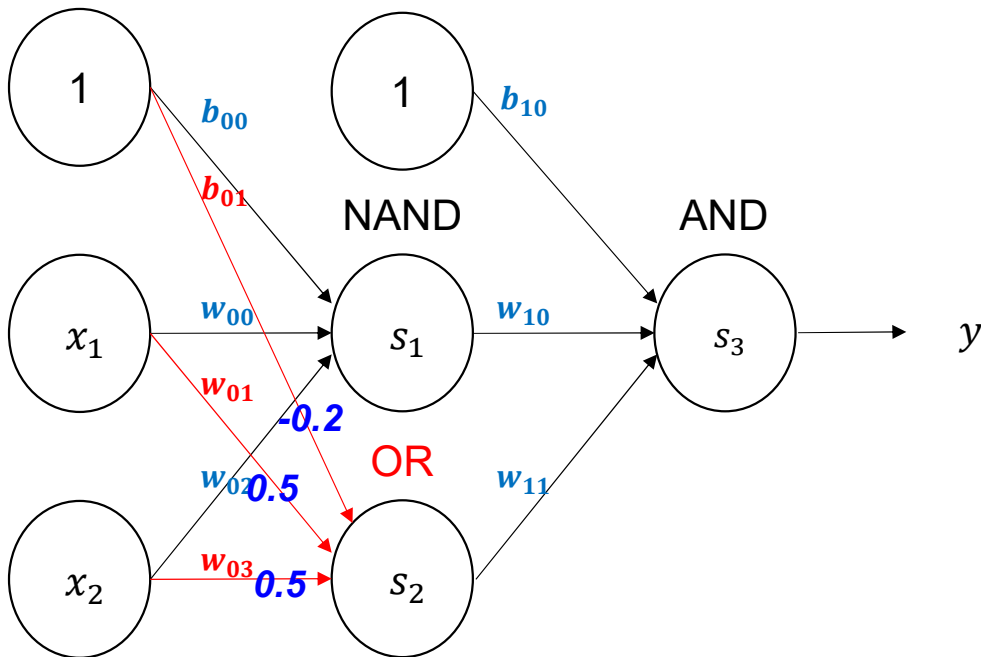 1
1
b₀₀
b₁₀
b₀₁
NAND
AND
x₁
w₀₀
s₁
w₁₀
s₃
y
w₀₁
-0.2
OR
w₀₂
0.5
w₁₁
x₂
w₀₃
0.5
s₂